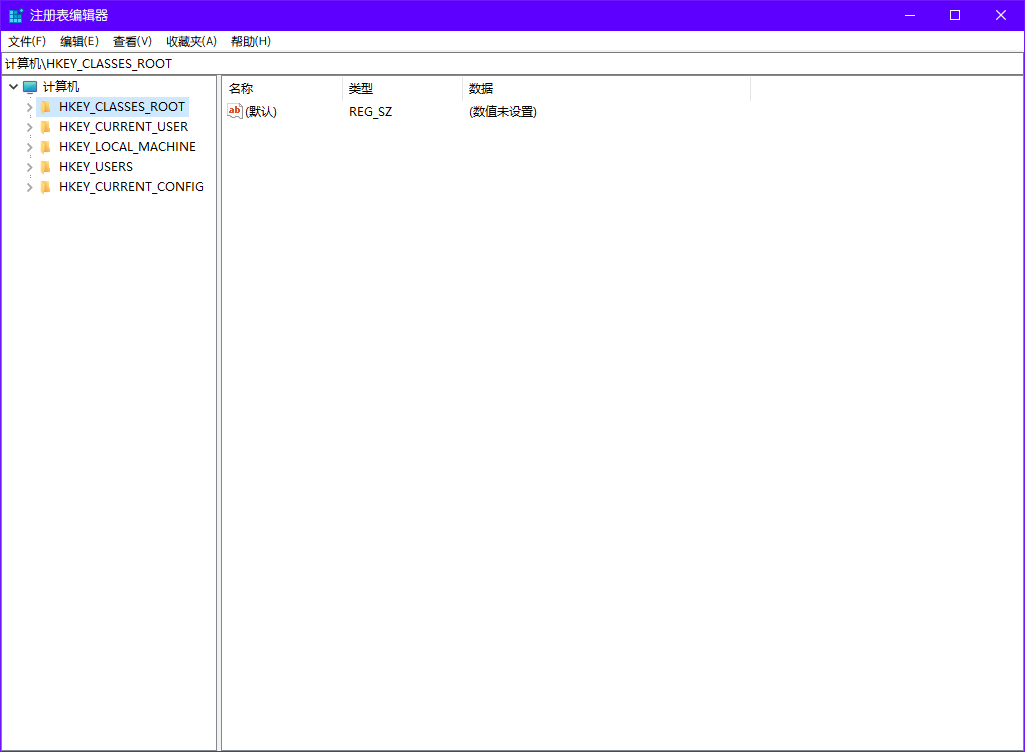 注册表编辑器
文件(F) 编辑(E) 查看(V) 收藏夹(A) 帮助(H)
计算机\HKEY_CLASSES_ROOT
计算机
HKEY_CLASSES_ROOT
HKEY_CURRENT_USER
HKEY_LOCAL_MACHINE
HKEY_USERS
HKEY_CURRENT_CONFIG
名称 类型 数据
ab (默认) REG_SZ (数值未设置)